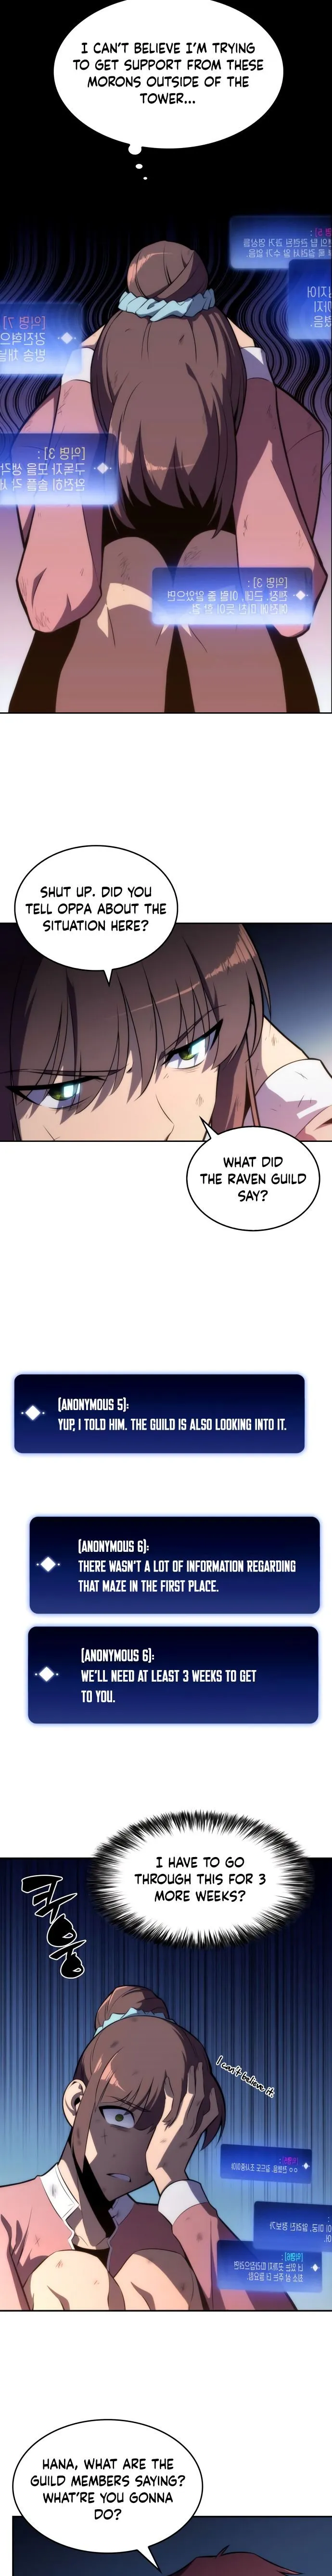 I CAN'T BELIEVE I'M TRYING
TO GET SUPPORT FROM THESE
MORONS OUTSIDE OF THE
TOWER...
SHUT UP. DID YOU
TELL OPPA ABOUT THE
SITUATION HERE?
WHAT DID
THE RAVEN GUILD
SAY?
(ANONYMOUS 5):
YUP, I TOLD HIM. THE GUILD IS ALSO LOOKING INTO IT.
(ANONYMOUS 6):
THERE WASN'T A LOT OF INFORMATION REGARDING
THAT MAZE IN THE FIRST PLACE.
(ANONYMOUS 6):
WE'LL NEED AT LEAST 3 WEEKS TO GET
TO YOU.
I HAVE TO GO
THROUGH THIS FOR 3
MORE WEEKS?
I can't believe it.
HANA, WHAT ARE THE
GUILD MEMBERS SAYING?
WHAT'RE YOU GONNA
DO?